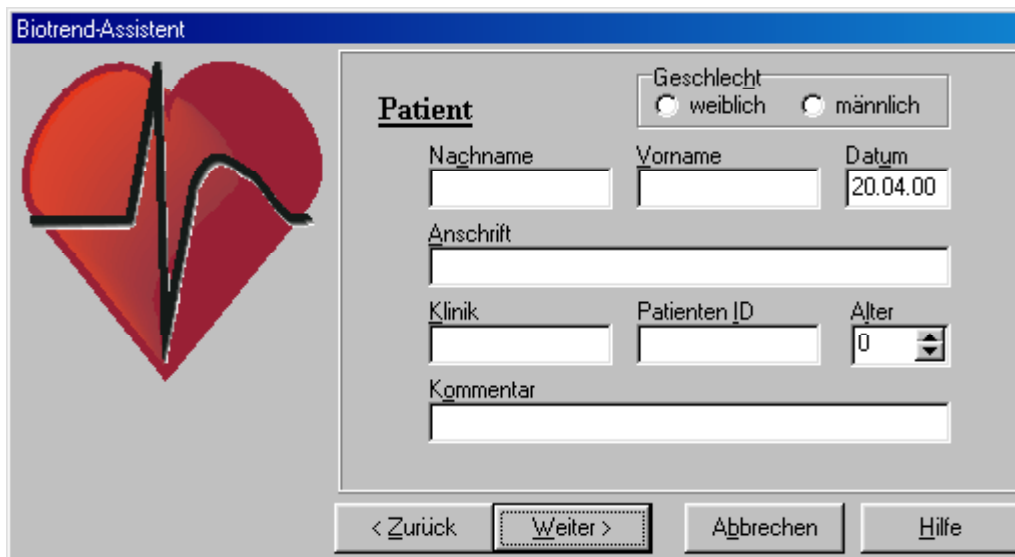 Biotrend-Assistent
Geschlecht
Patient
weiblich männlich
Nachname Vorname Datum
20.04.00
Anschrift
Klinik Patienten ID Alter
0
Kommentar
< Zurück Weiter > Abbrechen Hilfe